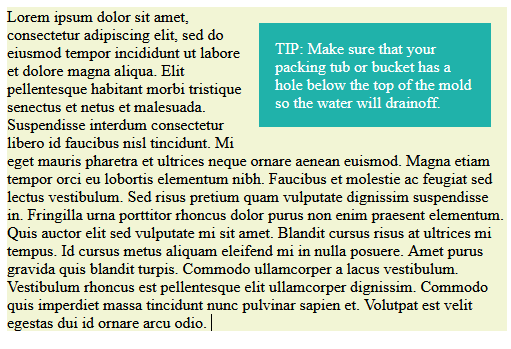 Lorem ipsum dolor sit amet,
consectetur adipiscing elit, sed do
eiusmod tempor incididunt ut labore
et dolore magna aliqua. Elit
pellentesque habitant morbi tristique
senectus et netus et malesuada.
Suspendisse interdum consectetur
libero id faucibus nisl tincidunt. Mi
TIP: Make sure that your
packing tub or bucket has a
hole below the top of the mold
so the water will drainoff.
eget mauris pharetra et ultrices neque ornare aenean euismod. Magna etiam
tempor orci eu lobortis elementum nibh. Faucibus et molestie ac feugiat sed
lectus vestibulum. Sed risus pretium quam vulputate dignissim suspendisse
in. Fringilla urna porttitor rhoncus dolor purus non enim praesent elementum.
Quis auctor elit sed vulputate mi sit amet. Blandit cursus risus at ultrices mi
tempus. Id cursus metus aliquam eleifend mi in nulla posuere. Amet purus
gravida quis blandit turpis. Commodo ullamcorper a lacus vestibulum.
Vestibulum rhoncus est pellentesque elit ullamcorper dignissim. Commodo
quis imperdiet massa tincidunt nunc pulvinar sapien et. Volutpat est velit
egestas dui id ornare arcu odio.